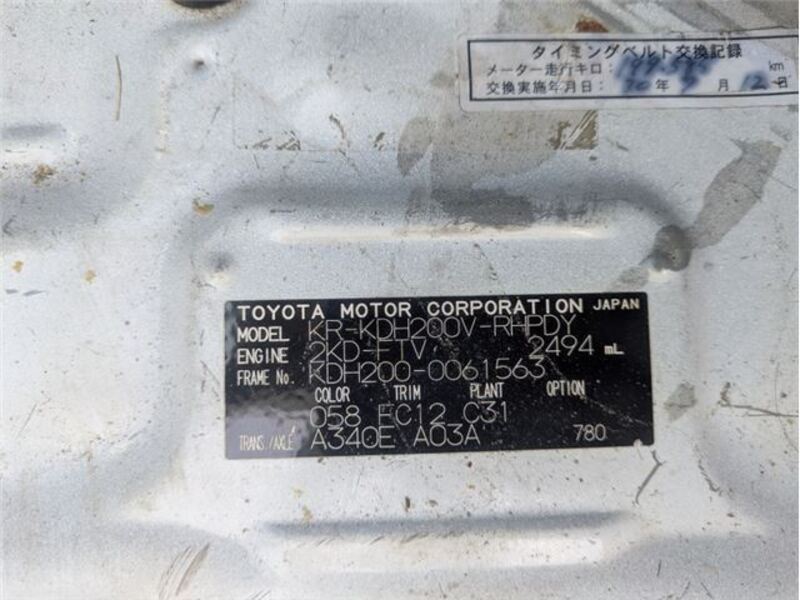 タイミングベルト交換記録
メーター走行キロ： km
交換実施年月日： 年 月 12 日
TOYOTA MOTOR CORPORATION JAPAN
MODEL KR-KDH200V-RHPDY
ENGINE 2KD-FTV 2494 mL
FRAME No. KDH200-0061563
COLOR TRIM PLANT OPTION
058 FC12 C31
TRANS./AXLE A340E A03A 780